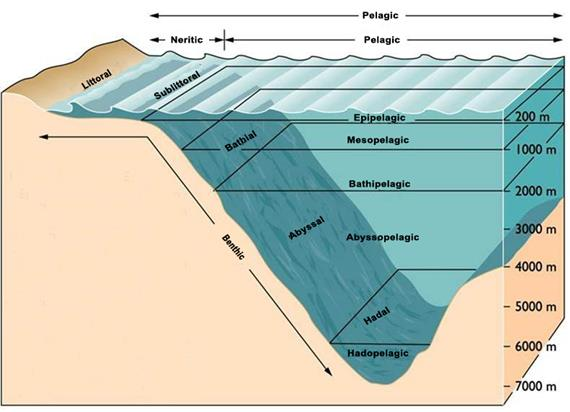 Pelagic
Neritic
Pelagic
Littoral
Sublittoral
Epipelagic
200 m
Bathial
Mesopelagic
1000 m
Bathipelagic
2000 m
Abyssal
Abyssopelagic
3000 m
Benthic
4000 m
5000 m
Hadal
6000 m
Hadopelagic
7000 m